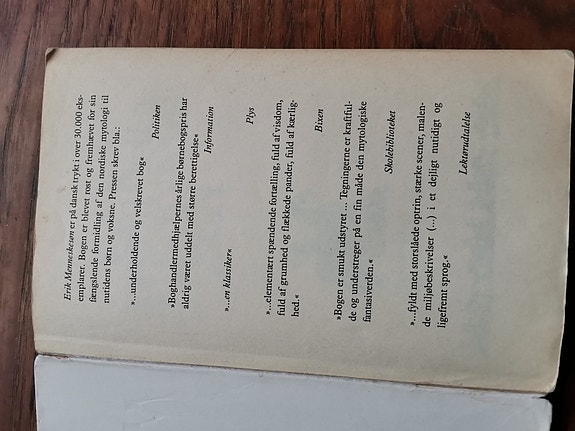 Erik Menneskesøn er på dansk trykt i over 30.000 eks-
emplarer. Bogen er blevet rost og fremhævet for sin
fængslende formidling af den nordiske mytologi til
nutidens børn og voksne. Pressen skrev bl.a.:
»...underholdende og velskrevet bog«
Politiken
»Boghandlermedhjælpernes årlige børnebogspris har
aldrig været uddelt med større berettigelse«
Information
»...en klassiker«
Plys
»...elementært spændende fortælling, fuld af visdom,
fuld af grumhed og flækkede pander, fuld af kærlig-
hed.«
Bixen
»Bogen er smukt udstyret ... Tegningerne er kraftful-
de og understreger på en fin måde den mytologiske
fantasiverden.«
Skolebiblioteket
»...fyldt med storslåede optrin, stærke scener, malen-
de miljøbeskrivelser (...) i et dejligt nutidigt og
ligefremt sprog.«
Lektørudtalelse